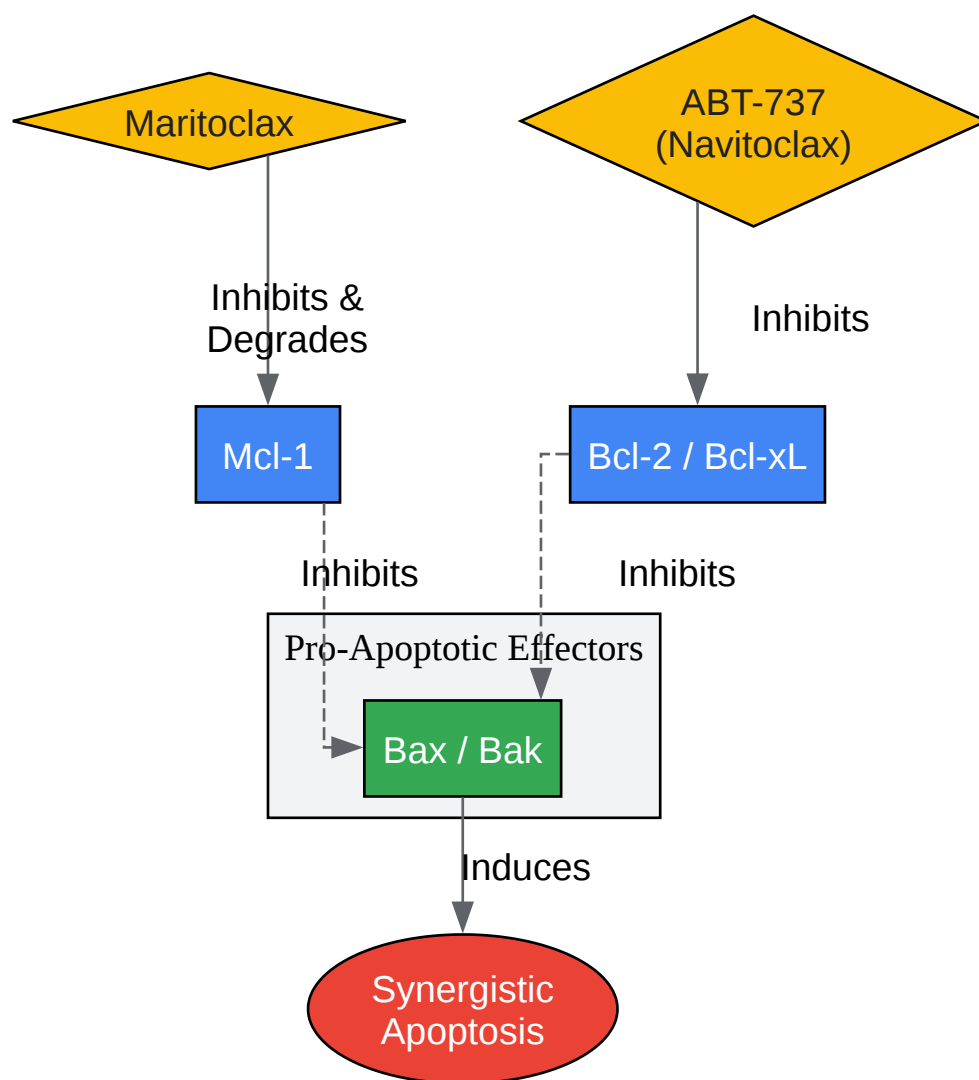 Maritoclax
ABT-737
(Navitoclax)
Inhibits &
Degrades
Inhibits
Mcl-1
Bcl-2 / Bcl-xL
Inhibits
Inhibits
Pro-Apoptotic Effectors
Bax / Bak
Induces
Synergistic
Apoptosis